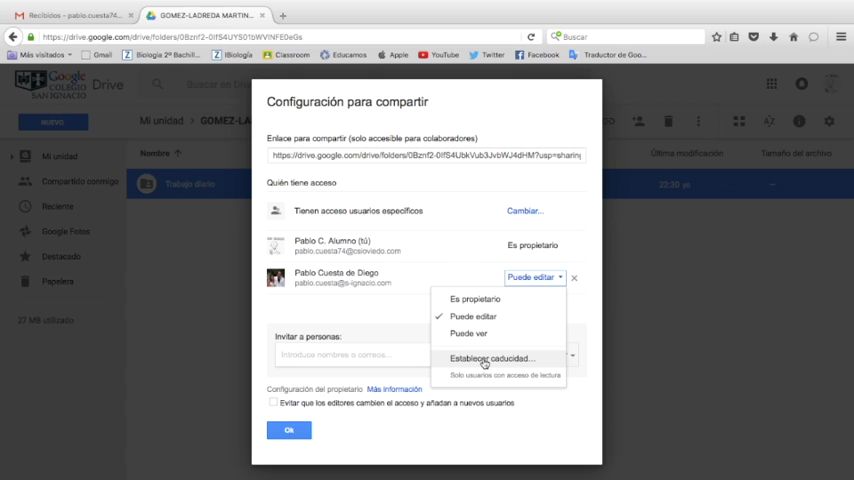 Recibidos - pablo.cuesta74...
GOMEZ-LADREDA MARTIN...
https://drive.google.com/drive/folders/0Bznf2-0IfS4UYS01bWVINFE0eGs
Buscar
Más visitados
Gmail
Biología 2º Bachill...
IBiología
Classroom
Educamos
Apple
YouTube
Twitter
Facebook
Traductor de Goo...
Google
COLEGIO
SAN IGNACIO
Drive
Buscar en Dri
NUEVO
Mi unidad
GOMEZ-LA
Mi unidad
Compartido conmigo
Reciente
Google Fotos
Destacado
Papelera
27 MB utilizado
Nombre
Última modificación
Tamaño del archivo
Trabajo diario
22:30 yo
Configuración para compartir
Enlace para compartir (solo accesible para colaboradores)
https://drive.google.com/drive/folders/0Bznf2-0IfS4UbkVub3JvbWJ4dHM?usp=sharing
Quién tiene acceso
Tienen acceso usuarios específicos
Cambiar...
Pablo C. Alumno (tú)
pablo.cuesta74@csioviedo.com
Es propietario
Pablo Cuesta de Diego
pablo.cuesta@s-ignacio.com
Puede editar
Es propietario
Puede editar
Puede ver
Establecer caducidad...
Solo usuarios con acceso de lectura
Invitar a personas:
Introduce nombres o correos...
Configuración del propietario Más información
Evitar que los editores cambien el acceso y añadan a nuevos usuarios
Ok